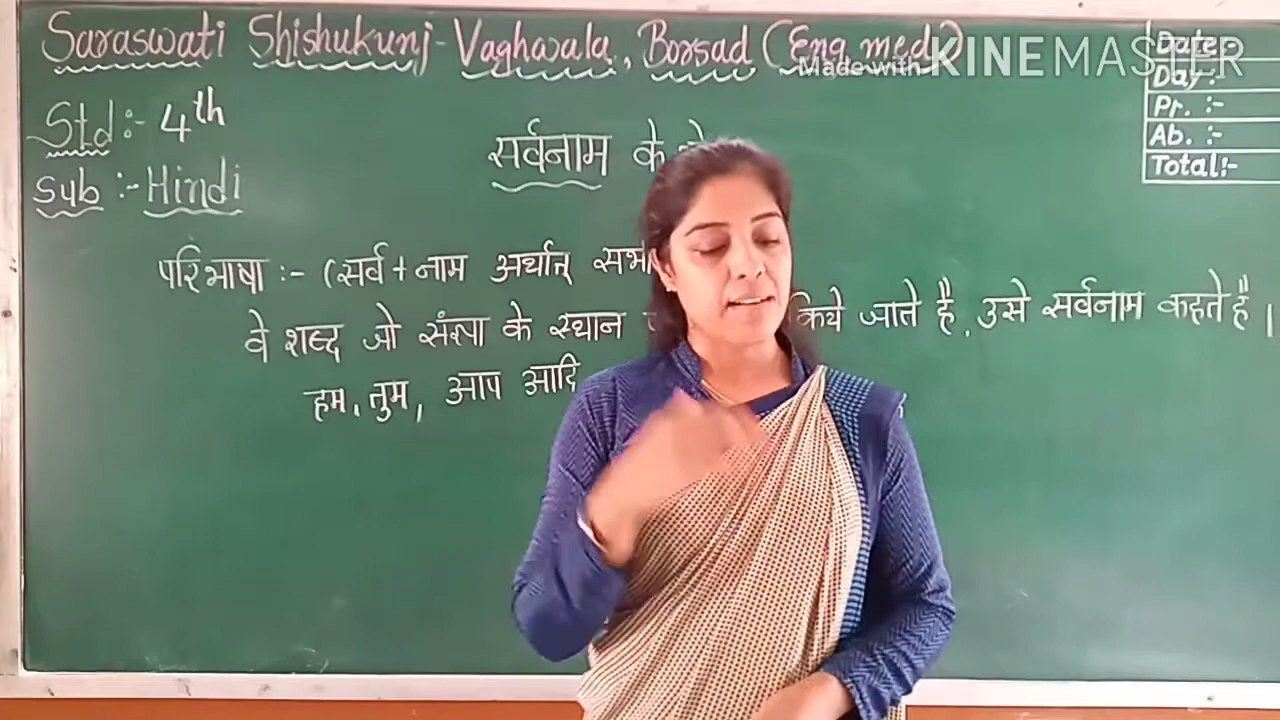 Saraswati Shishukunj - Vaghwala, Borsad (Eng. med.)
Made with KINEMASTER
Date:-
Day:-
Pr. :-
Ab. :-
Total:-
Std :- 4th
Sub :- Hindi
सर्वनाम के
परिभाषा :- (सर्व + नाम अर्थात्
वे शब्द जो संज्ञा के स्थान किये जाते है, उसे सर्वनाम कहते है।
हम, तुम, आप आदि